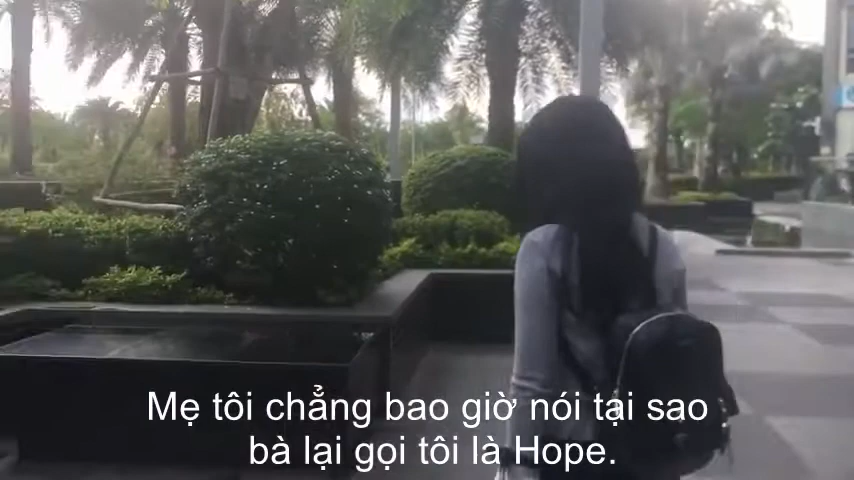 Mẹ tôi chẳng bao giờ nói tại sao
bà lại gọi tôi là Hope.